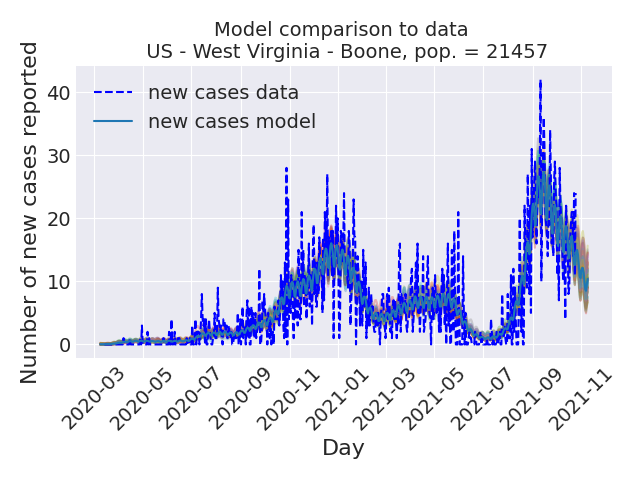 Model comparison to data
US - West Virginia - Boone, pop. = 21457
Number of new cases reported
40
30
20
10
0
new cases data
new cases model
2020-03
2020-05
2020-07
2020-09
2020-11
2021-01
2021-03
2021-05
2021-07
2021-09
2021-11
Day